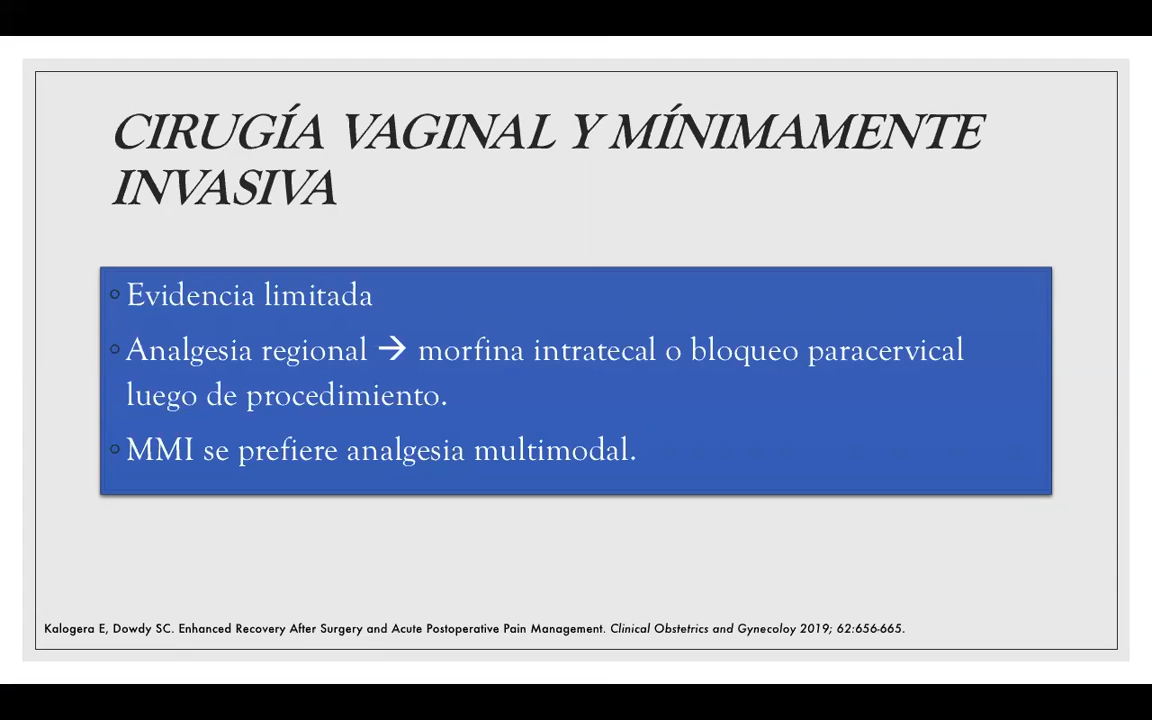 CIRUGÍA VAGINAL Y MÍNIMAMENTE
INVASIVA
◦ Evidencia limitada
◦ Analgesia regional → morfina intratecal o bloqueo paracervical
luego de procedimiento.
◦ MMI se prefiere analgesia multimodal.
Kalogera E, Dowdy SC. Enhanced Recovery After Surgery and Acute Postoperative Pain Management. Clinical Obstetrics and Gynecoloy 2019; 62:656-665.